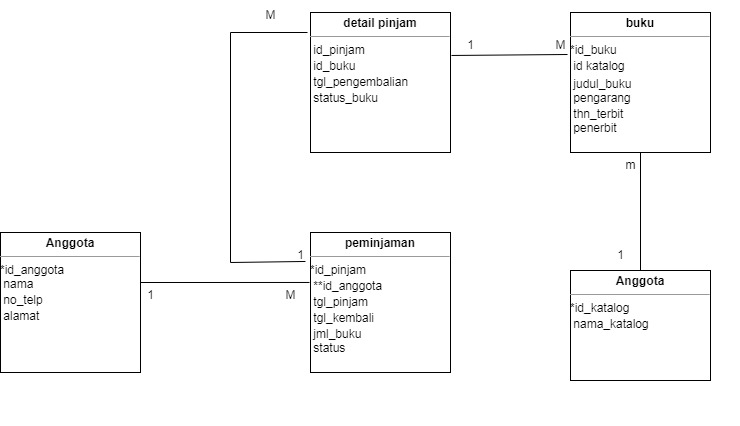 M
detail pinjam
id_pinjam
id_buku
tgl_pengembalian
status_buku
1
M
buku
*id_buku
id katalog
judul_buku
pengarang
thn_terbit
penerbit
m
1
Anggota
*id_anggota
nama
no_telp
alamat
1
M
1
peminjaman
*id_pinjam
**id_anggota
tgl_pinjam
tgl_kembali
jml_buku
status
Anggota
*id_katalog
nama_katalog